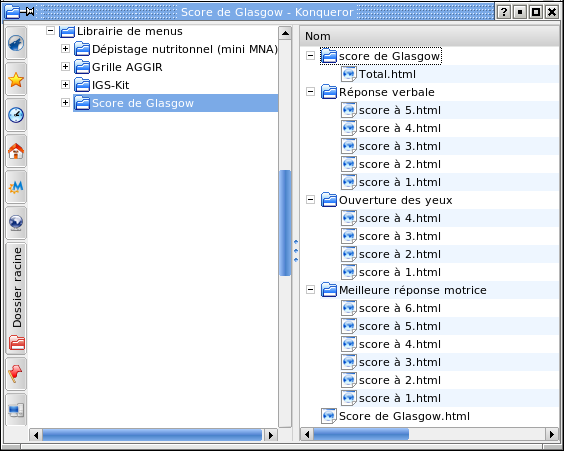 Score de Glasgow - Konqueror
Dossier racine
Librairie de menus
Dépistage nutritonnel (mini MNA)
Grille AGGIR
IGS-Kit
Score de Glasgow
Nom
score de Glasgow
Total.html
Réponse verbale
score à 5.html
score à 4.html
score à 3.html
score à 2.html
score à 1.html
Ouverture des yeux
score à 4.html
score à 3.html
score à 2.html
score à 1.html
Meilleure réponse motrice
score à 6.html
score à 5.html
score à 4.html
score à 3.html
score à 2.html
score à 1.html
Score de Glasgow.html